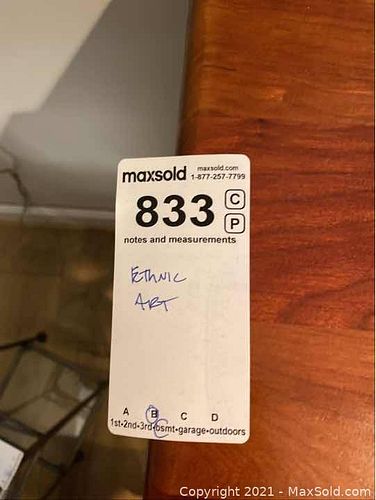 maxsold maxsold.com
1-877-257-7799
833 C
P
notes and measurements
ETHNIC
ART
A B C D
1st•2nd•3rd•bsmt•garage•outdoors
Copyright 2021 - MaxSold.com